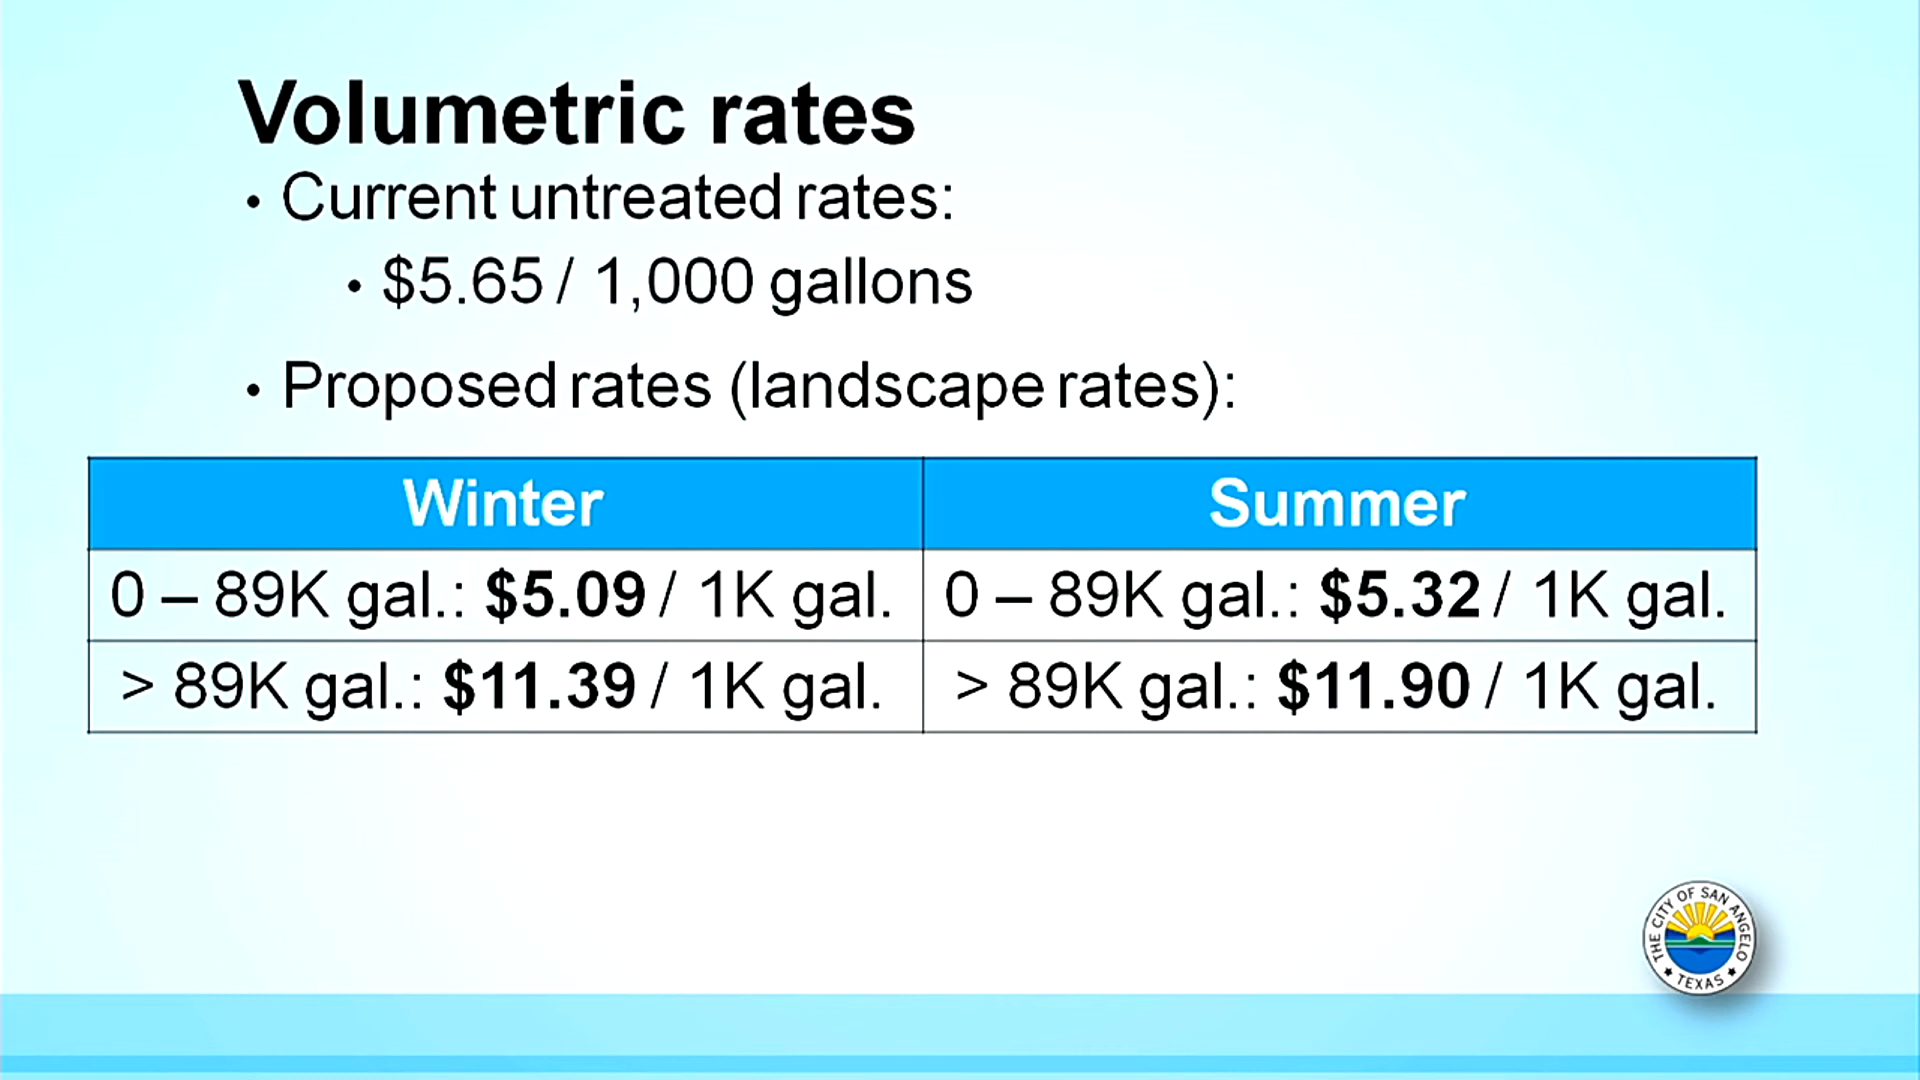 Volumetric rates
• Current untreated rates:
• $5.65 / 1,000 gallons
• Proposed rates (landscape rates):
Winter
Summer
0 – 89K gal.: $5.09 / 1K gal.
0 – 89K gal.: $5.32 / 1K gal.
> 89K gal.: $11.39 / 1K gal.
> 89K gal.: $11.90 / 1K gal.
THE CITY OF SAN ANGELO
TEXAS